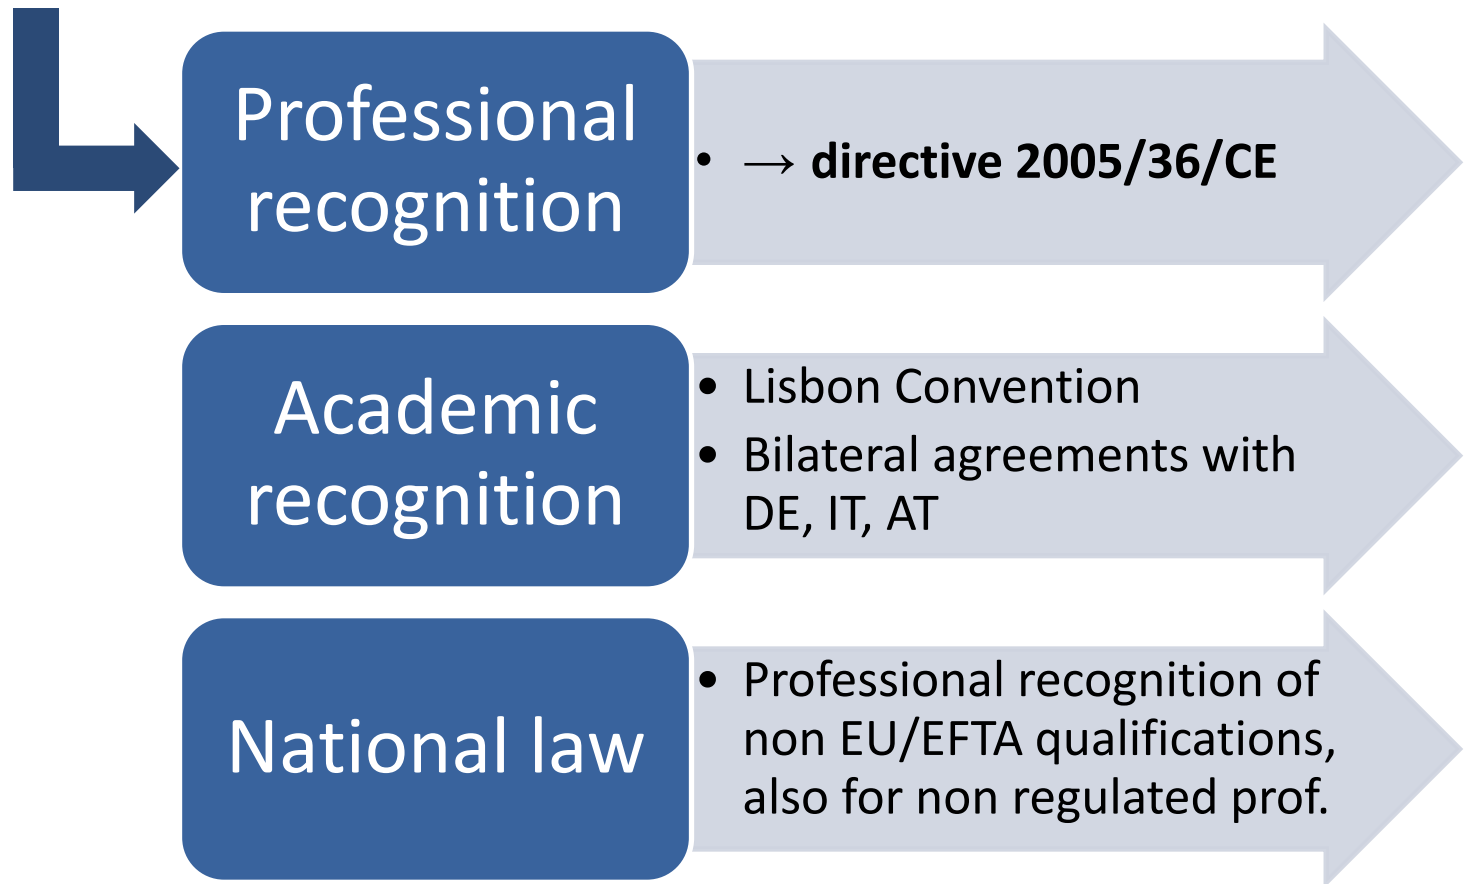 Professional
recognition
• → directive 2005/36/CE
Academic
recognition
• Lisbon Convention
• Bilateral agreements with
DE, IT, AT
National law
• Professional recognition of
non EU/EFTA qualifications,
also for non regulated prof.